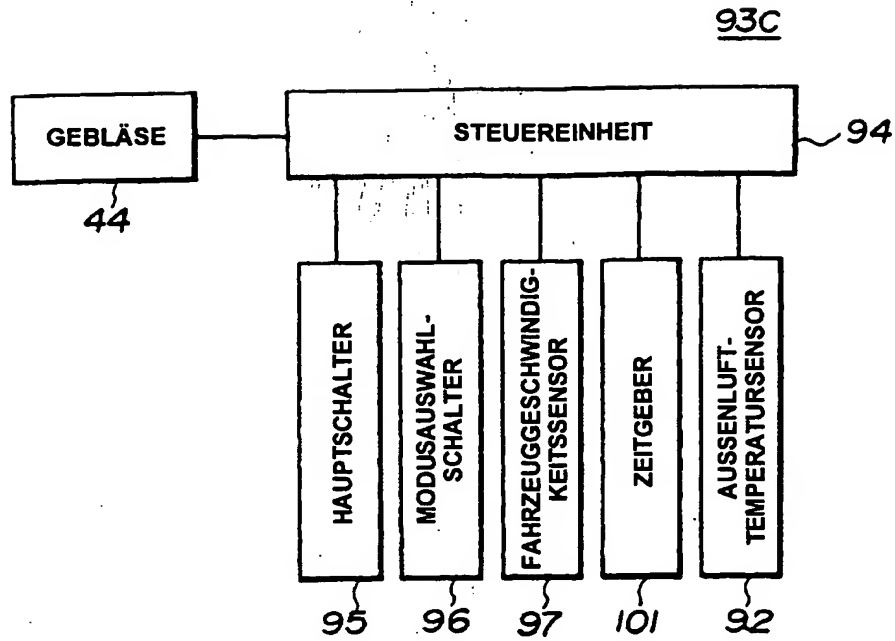 93C
GEBLÄSE
STEUEREINHEIT
94
44
HAUPTSCHALTER
MODUSAUSWAHL-
SCHALTER
FAHRZEUGGESCHWINDIG-
KEITSSENSOR
ZEITGEBER
AUSSENLUFT-
TEMPERATURSENSOR
95
96
97
101
92